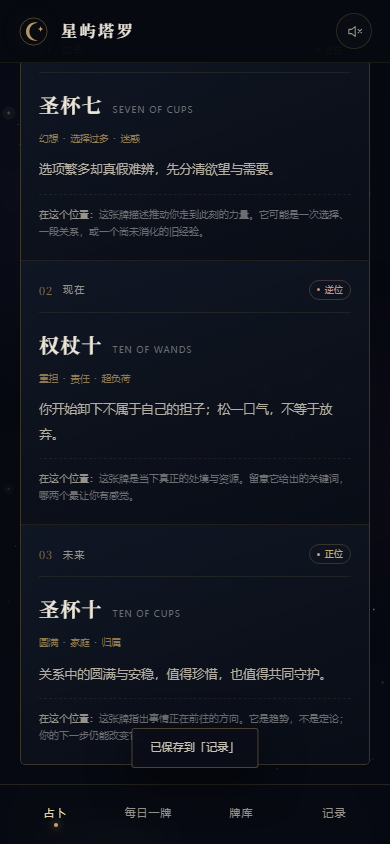 星屿塔罗
圣杯七 SEVEN OF CUPS
幻想 · 选择过多 · 迷惑
选项繁多却真假难辨，先分清欲望与需要。
在这个位置：这张牌描述推动你走到此刻的力量。它可能是一次选择、
一段关系，或一个尚未消化的旧经验。
02 现在 逆位
权杖十 TEN OF WANDS
重担 · 责任 · 超负荷
你开始卸下不属于自己的担子；松一口气，不等于放
弃。
在这个位置：这张牌是当下真正的处境与资源。留意它给出的关键词，
哪两个最让你有感觉。
03 未来 正位
圣杯十 TEN OF CUPS
圆满 · 家庭 · 归属
关系中的圆满与安稳，值得珍惜，也值得共同守护。
在这个位置：这张牌指出事情正在前往的方向。它是趋势，不是定论；
你的下一步仍能改变
已保存到「记录」
占卜 每日一牌 牌库 记录